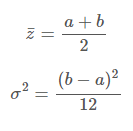 z̄ = (a + b) / 2
σ² = (b − a)² / 12